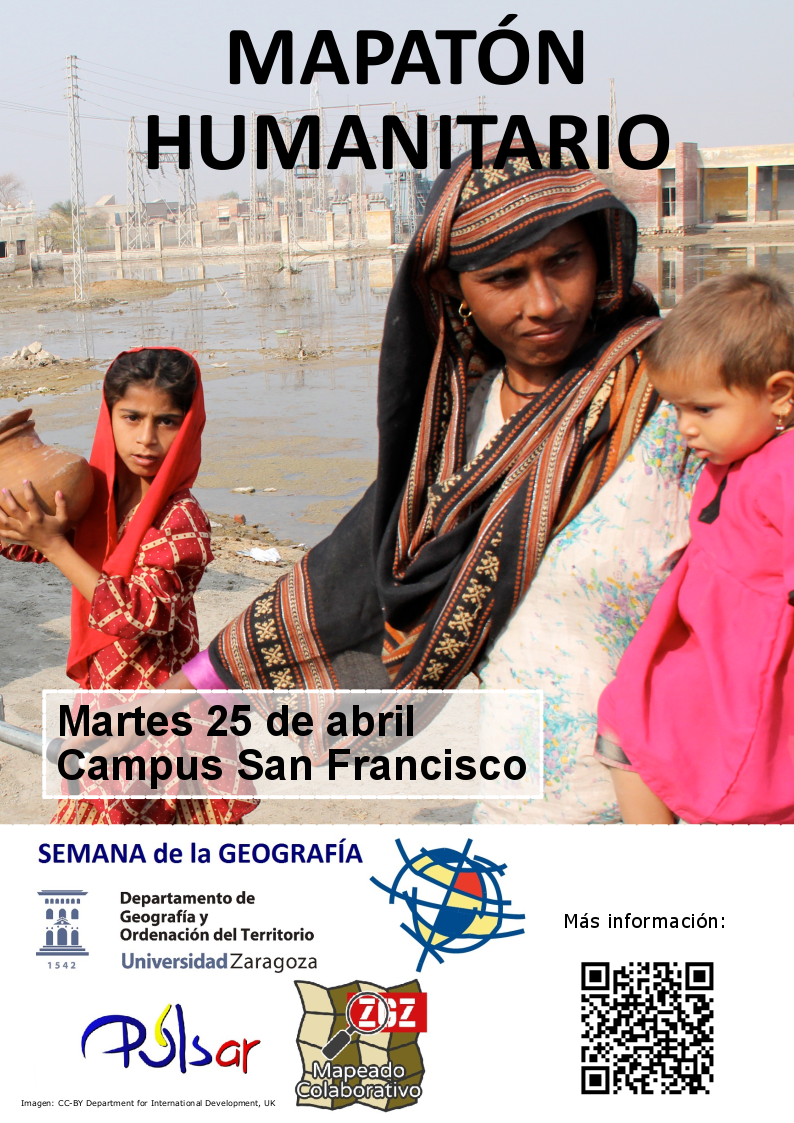 MAPATÓN
HUMANITARIO
Martes 25 de abril
Campus San Francisco
SEMANA de la GEOGRAFÍA
Departamento de
Geografía y
Ordenación del Territorio
1542
Universidad Zaragoza
Más información:
Púlsar
ZGZ
Mapeado
Colaborativo
Imagen: CC-BY Department for International Development, UK